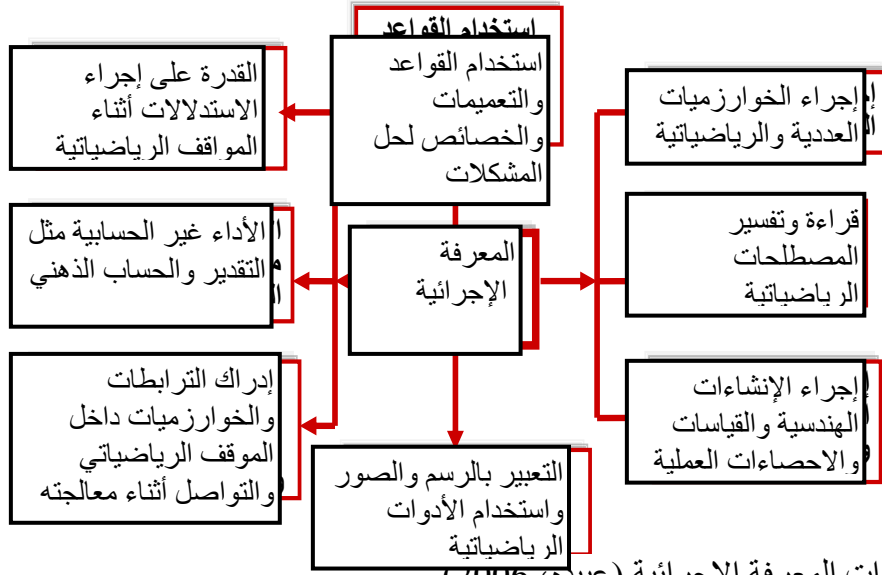 استخدام القواعد
استخدام القواعد
والتعميمات
والخصائص لحل
المشكلات
إجراء الخوارزميات
العددية والرياضياتية
قراءة وتفسير
المصطلحات
الرياضياتية
إجراء الإنشاءات
الهندسية والقياسات
والاحصاءات العملية
المعرفة
الإجرائية
القدرة على إجراء
الاستدلالات أثناء
المواقف الرياضياتية
الأداء غير الحسابية مثل
التقدير والحساب الذهني
إدراك الترابطات
والخوارزميات داخل
الموقف الرياضياتي
والتواصل أثناء معالجته
التعبير بالرسم والصور
واستخدام الأدوات
الرياضياتية
المعرفة الإجرائية